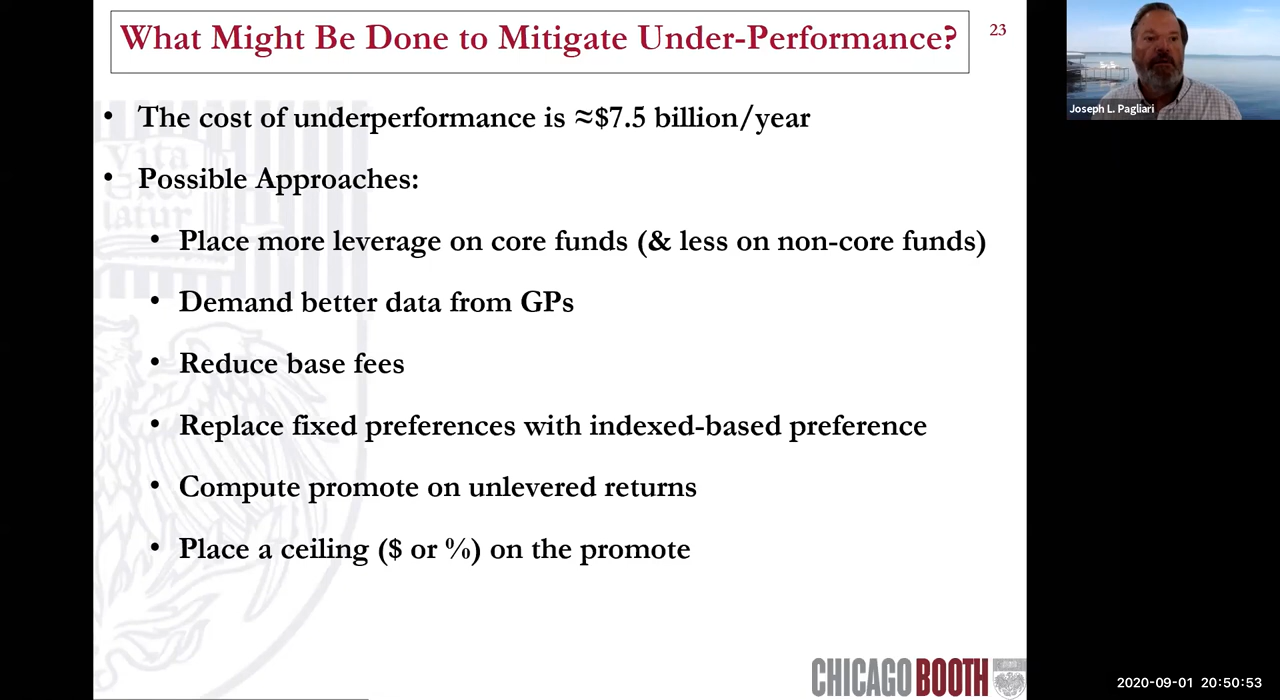 What Might Be Done to Mitigate Under-Performance?
23
Joseph L. Pagliari
• The cost of underperformance is ≈$7.5 billion/year
• Possible Approaches:
• Place more leverage on core funds (& less on non-core funds)
• Demand better data from GPs
• Reduce base fees
• Replace fixed preferences with indexed-based preference
• Compute promote on unlevered returns
• Place a ceiling ($ or %) on the promote
vita
latur
CHICAGO BOOTH
2020-09-01 20:50:53